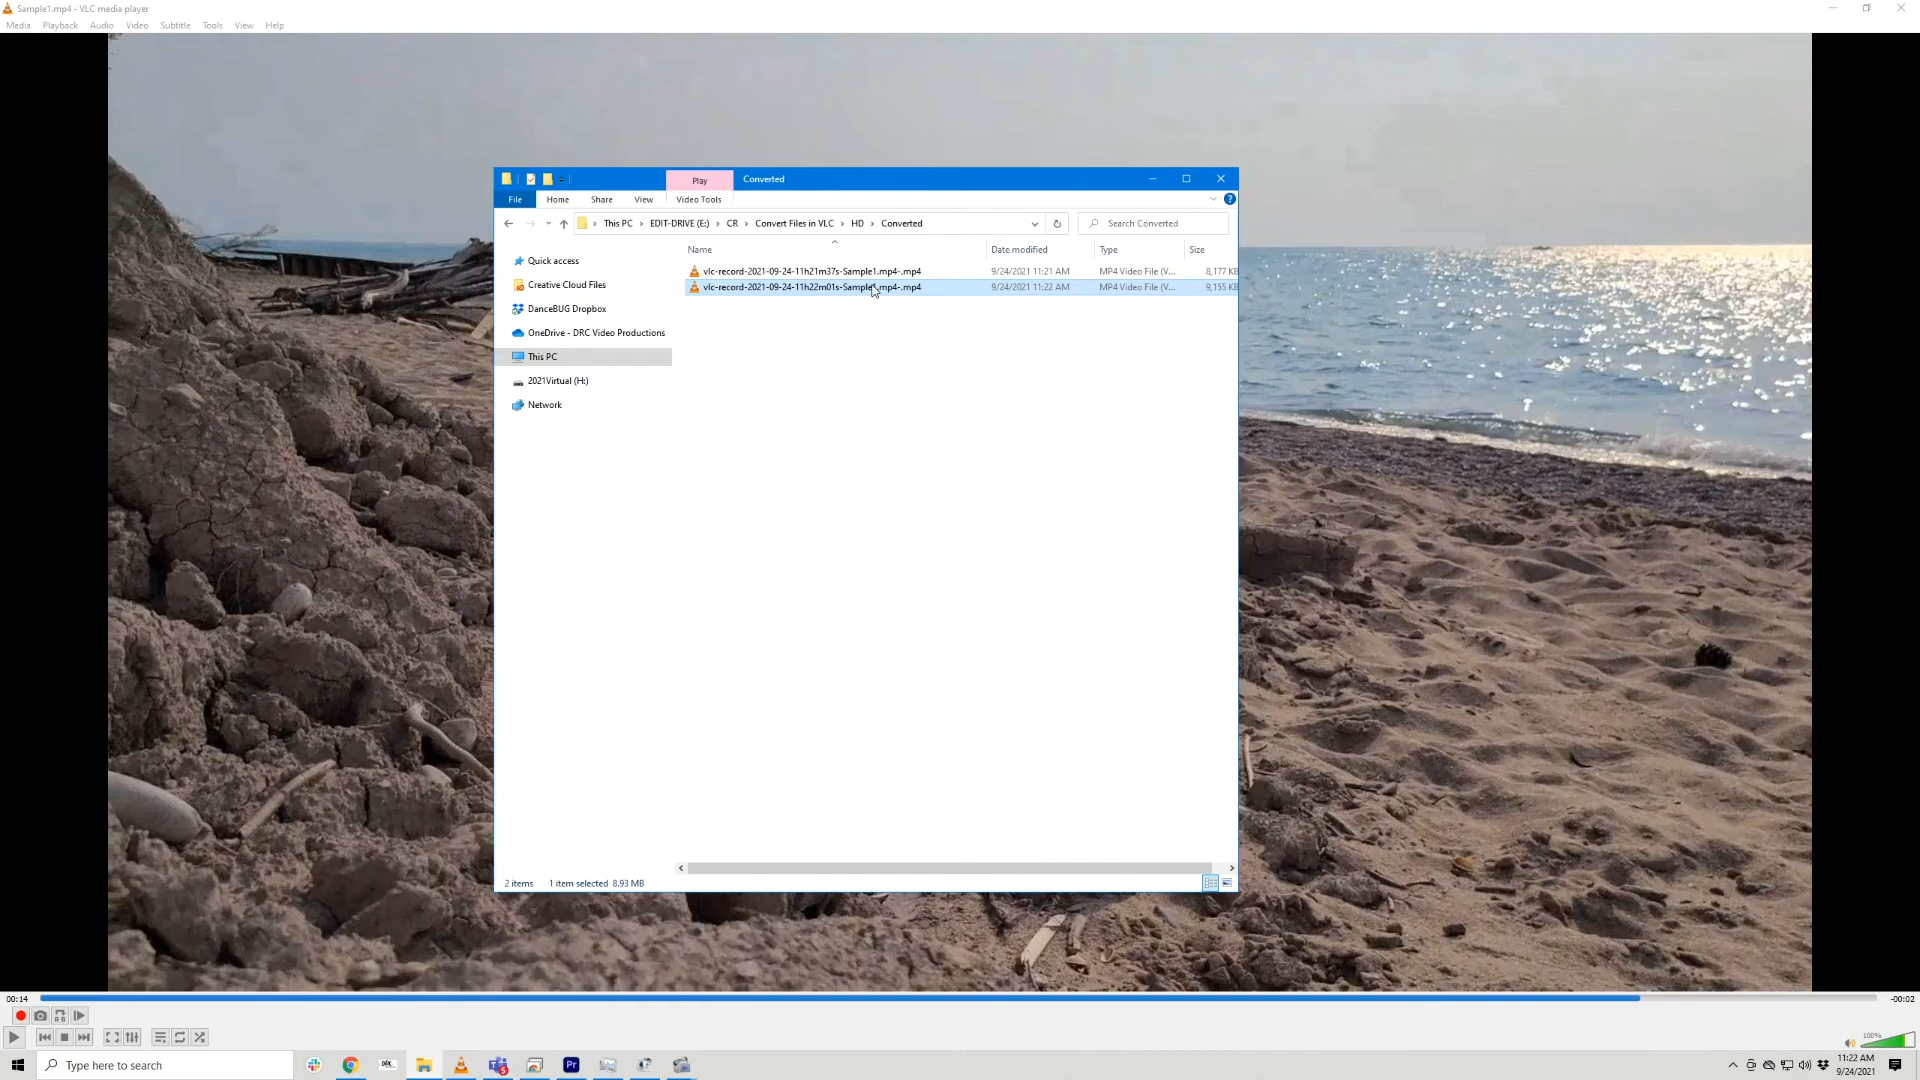 Sample1.mp4 - VLC media player
Media Playback Audio Video Subtitle Tools View Help
Play Converted
File Home Share View Video Tools
This PC EDIT-DRIVE (E:) CR Convert Files in VLC HD Converted Search Converted
Name Date modified Type Size
Quick access
Creative Cloud Files
DanceBUG Dropbox
OneDrive - DRC Video Productions
This PC
2021Virtual (H:)
Network
vlc-record-2021-09-24-11h21m37s-Sample1.mp4-.mp4 9/24/2021 11:21 AM MP4 Video File (V... 8,177 KB
vlc-record-2021-09-24-11h22m01s-Sample1.mp4-.mp4 9/24/2021 11:22 AM MP4 Video File (V... 9,155 KB
2 items 1 item selected 8.93 MB
00:14 -00:02
100%
Type here to search
Pr
11:22 AM
9/24/2021